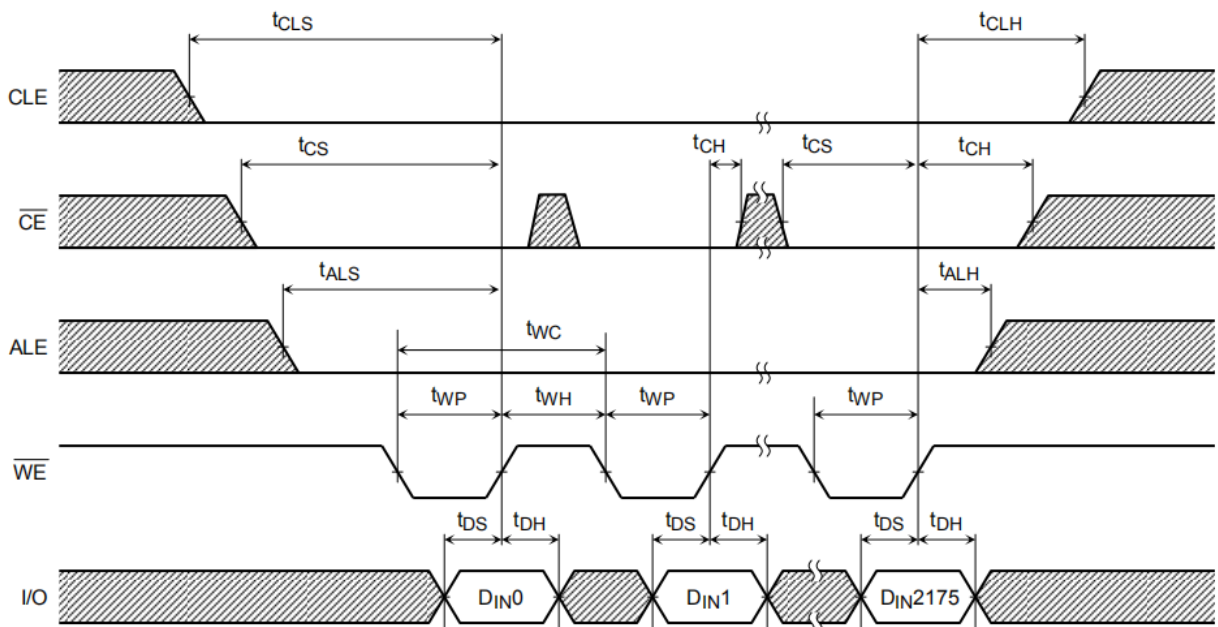 tCLS tCLH
CLE
tCS tCH tCS tCH
CE
tALS tALH
ALE
tWC
tWP tWH tWP tWP
WE
tDS tDH tDS tDH tDS tDH
I/O DIN0 DIN1 DIN2175